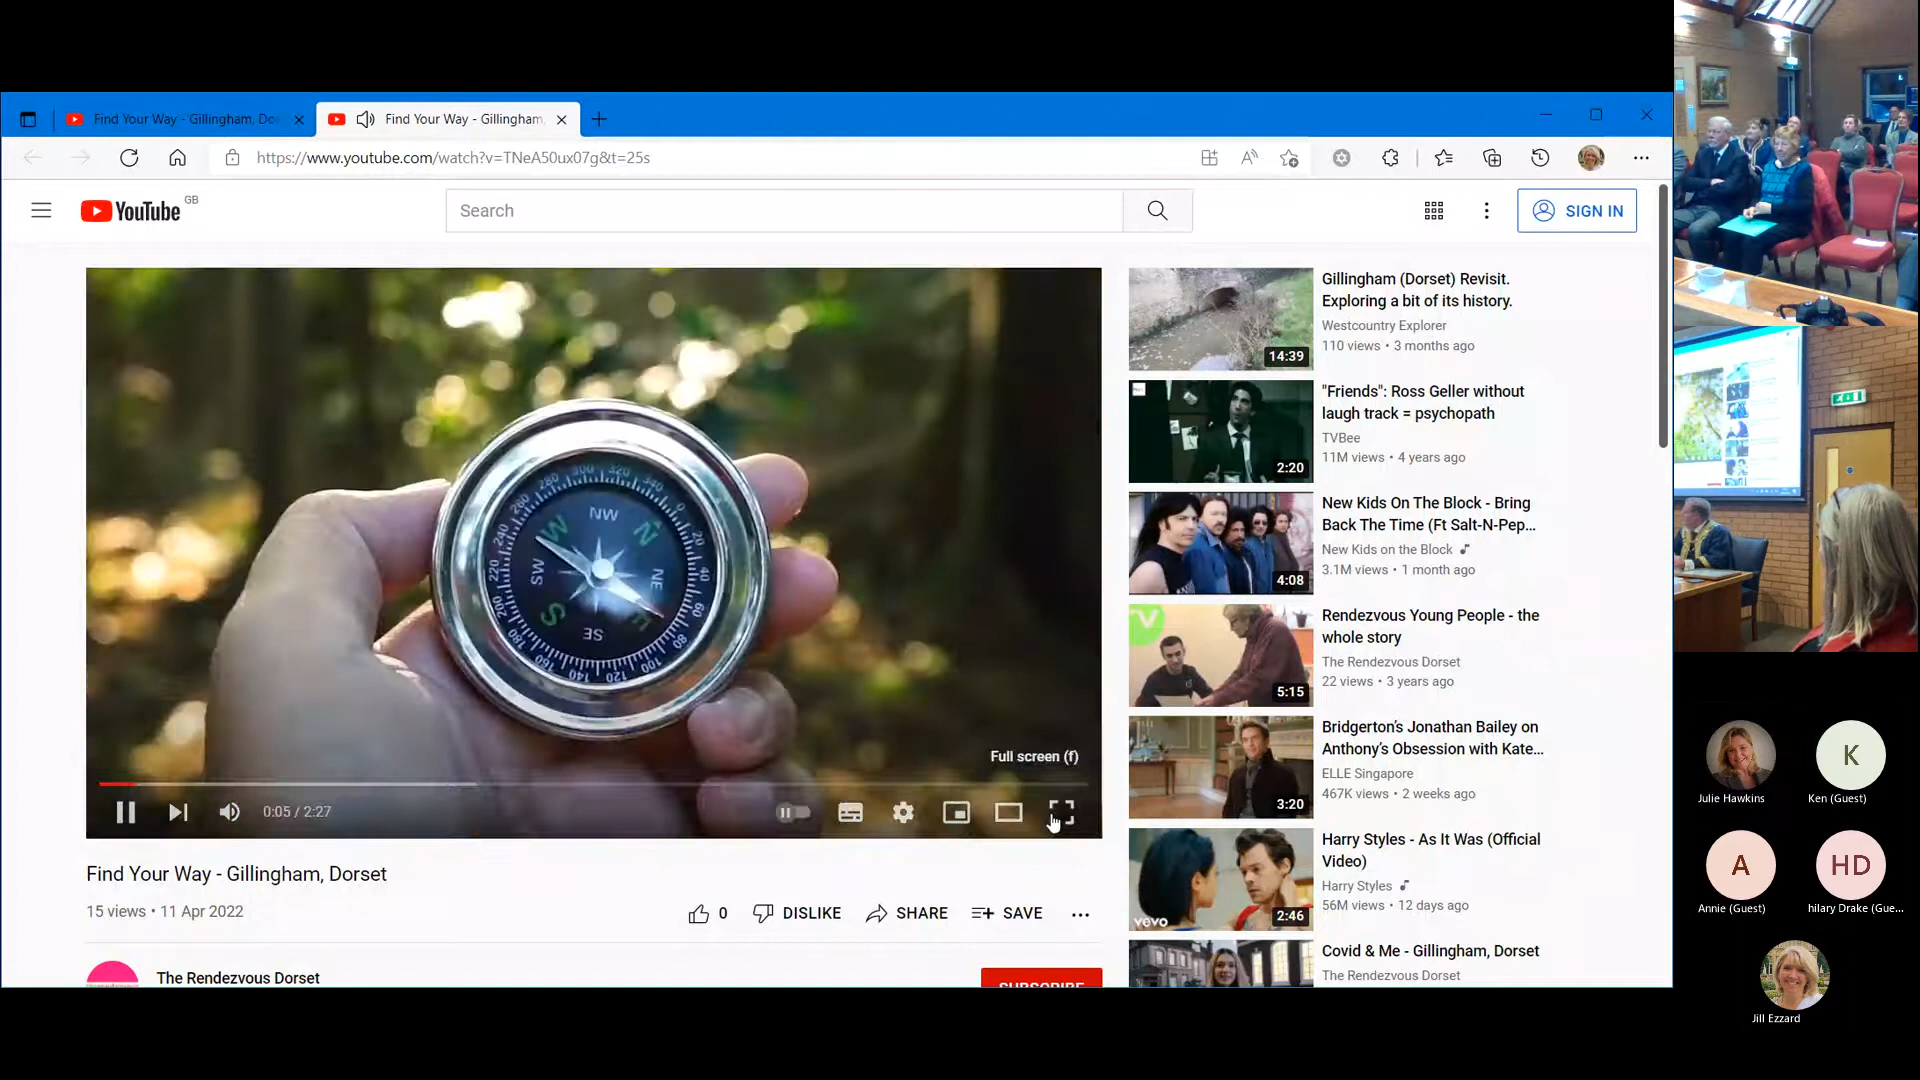 Find Your Way - Gillingham, Do
Find Your Way - Gillingham,
https://www.youtube.com/watch?v=TNeA50ux07g&t=25s
YouTube GB
Search
SIGN IN
NW
N
NE
SE
S
SW
W
Full screen (f)
0:05 / 2:27
Find Your Way - Gillingham, Dorset
15 views • 11 Apr 2022
0
DISLIKE
SHARE
SAVE
The Rendezvous Dorset
SUBSCRIBE
14:39
Gillingham (Dorset) Revisit.
Exploring a bit of its history.
Westcountry Explorer
110 views • 3 months ago
2:20
"Friends": Ross Geller without
laugh track = psychopath
TVBee
11M views • 4 years ago
4:08
New Kids On The Block - Bring
Back The Time (Ft Salt-N-Pep...
New Kids on the Block
3.1M views • 1 month ago
5:15
Rendezvous Young People - the
whole story
The Rendezvous Dorset
22 views • 3 years ago
3:20
Bridgerton’s Jonathan Bailey on
Anthony’s Obsession with Kate...
ELLE Singapore
467K views • 2 weeks ago
vevo
2:46
Harry Styles - As It Was (Official
Video)
Harry Styles
56M views • 12 days ago
Covid & Me - Gillingham, Dorset
The Rendezvous Dorset
Julie Hawkins
K
Ken (Guest)
A
Annie (Guest)
HD
hilary Drake (Gue...
Jill Ezzard